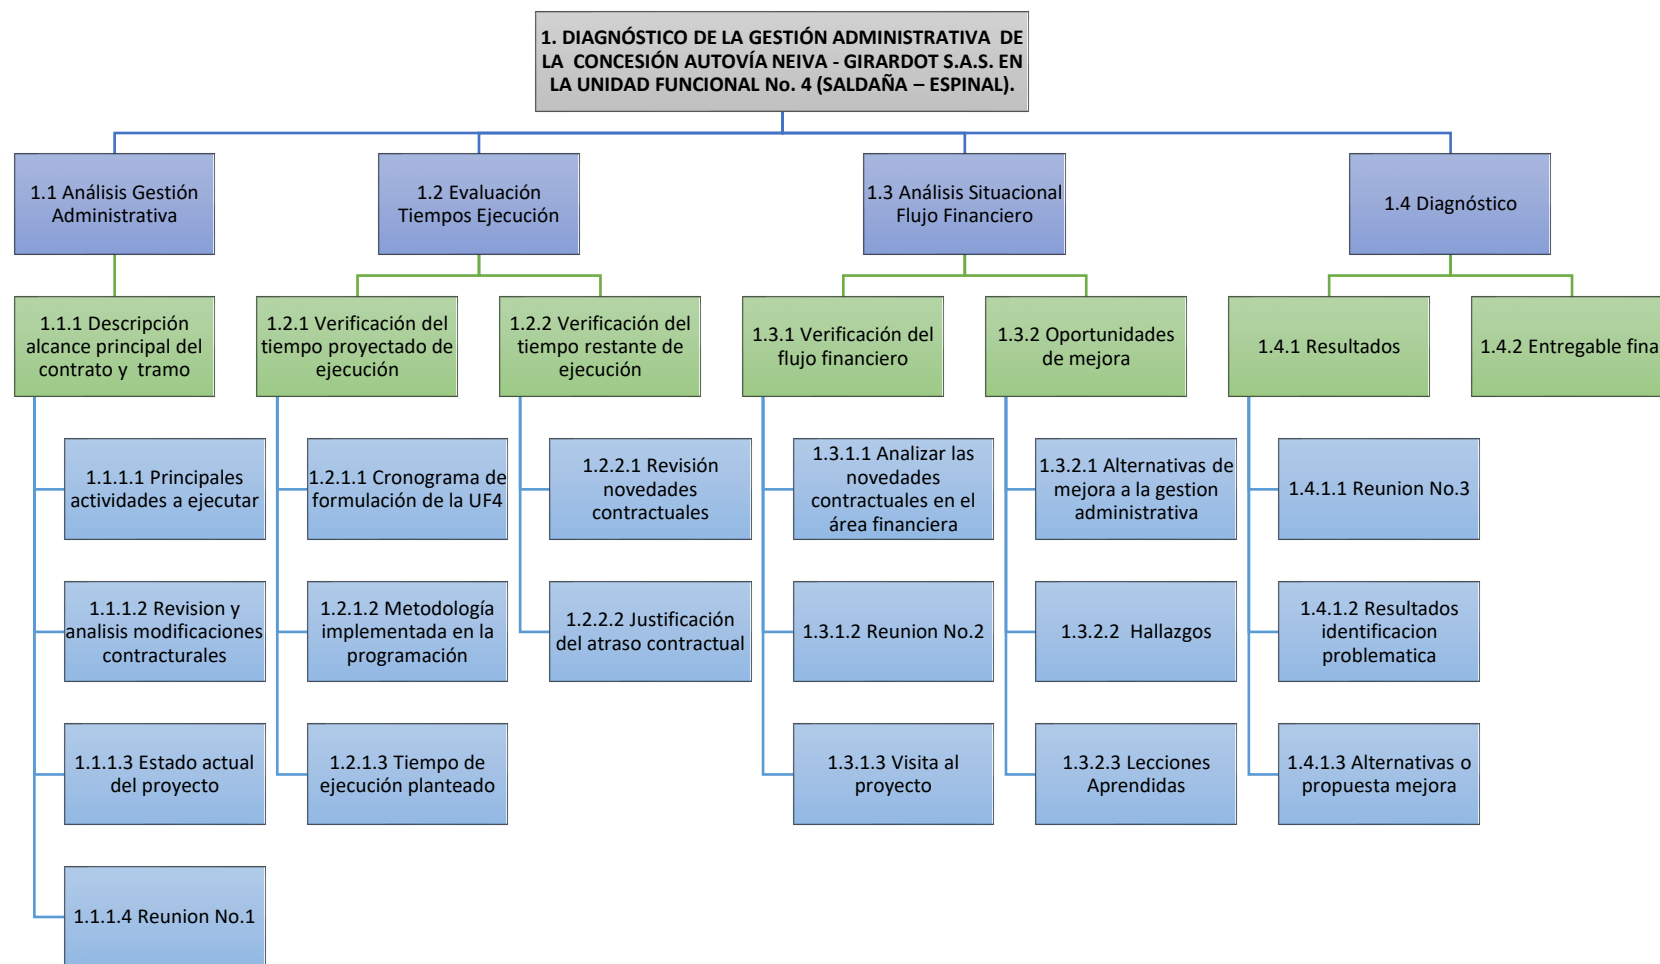 1. DIAGNÓSTICO DE LA GESTIÓN ADMINISTRATIVA DE
LA CONCESIÓN AUTOVÍA NEIVA - GIRARDOT S.A.S. EN
LA UNIDAD FUNCIONAL No. 4 (SALDAÑA – ESPINAL).
1.1 Análisis Gestión
Administrativa
1.2 Evaluación
Tiempos Ejecución
1.3 Análisis Situacional
Flujo Financiero
1.4 Diagnóstico
1.1.1 Descripción
alcance principal del
contrato y tramo
1.2.1 Verificación del
tiempo proyectado de
ejecución
1.2.2 Verificación del
tiempo restante de
ejecución
1.3.1 Verificación del
flujo financiero
1.3.2 Oportunidades
de mejora
1.4.1 Resultados
1.4.2 Entregable fina
1.1.1.1 Principales
actividades a ejecutar
1.2.1.1 Cronograma de
formulación de la UF4
1.2.2.1 Revisión
novedades
contractuales
1.3.1.1 Analizar las
novedades
contractuales en el
área financiera
1.3.2.1 Alternativas de
mejora a la gestion
administrativa
1.4.1.1 Reunion No.3
1.1.1.2 Revision y
analisis modificaciones
contracturales
1.2.1.2 Metodología
implementada en la
programación
1.2.2.2 Justificación
del atraso contractual
1.3.1.2 Reunion No.2
1.3.2.2 Hallazgos
1.4.1.2 Resultados
identificacion
problematica
1.1.1.3 Estado actual
del proyecto
1.2.1.3 Tiempo de
ejecución planteado
1.3.1.3 Visita al
proyecto
1.3.2.3 Lecciones
Aprendidas
1.4.1.3 Alternativas o
propuesta mejora
1.1.1.4 Reunion No.1